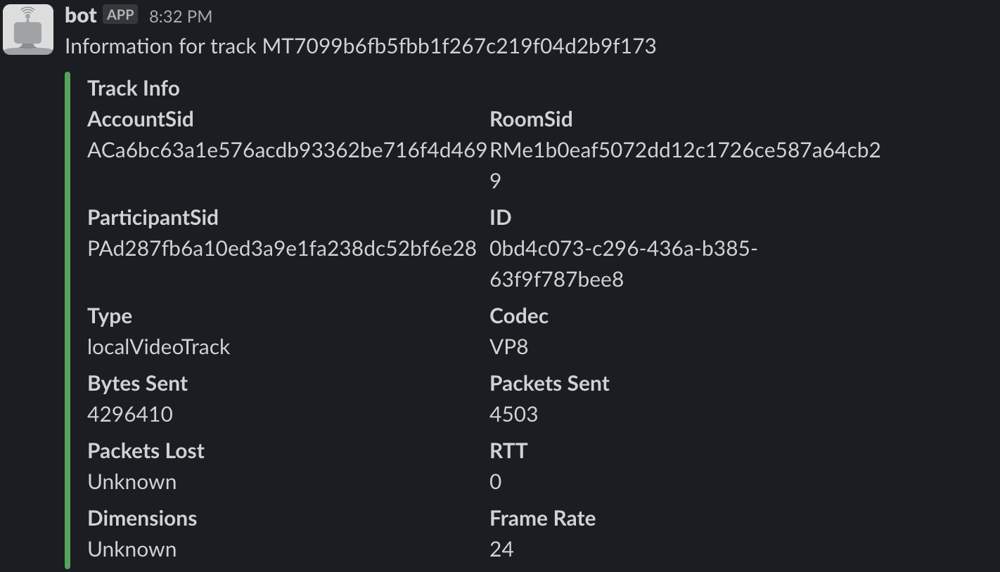 bot APP 8:32 PM
Information for track MT7099b6fb5fbb1f267c219f04d2b9f173
Track Info
AccountSid RoomSid
ACa6bc63a1e576acdb93362be716f4d469 RMe1b0eaf5072dd12c1726ce587a64cb2
9
ParticipantSid ID
PAd287fb6a10ed3a9e1fa238dc52bf6e28 0bd4c073-c296-436a-b385-
63f9f787bee8
Type Codec
localVideoTrack VP8
Bytes Sent Packets Sent
4296410 4503
Packets Lost RTT
Unknown 0
Dimensions Frame Rate
Unknown 24